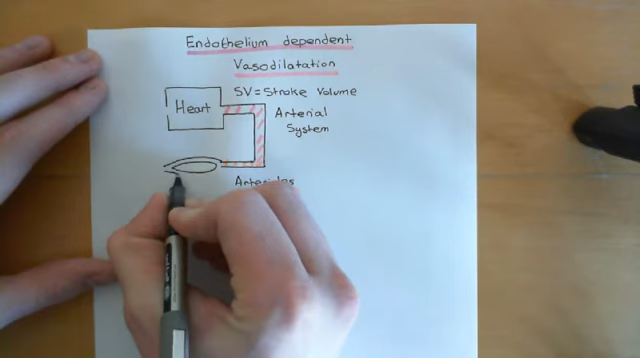 Endothelium dependent
Vasodilatation
SV = Stroke Volume
Heart
Arterial
System
Arterioles